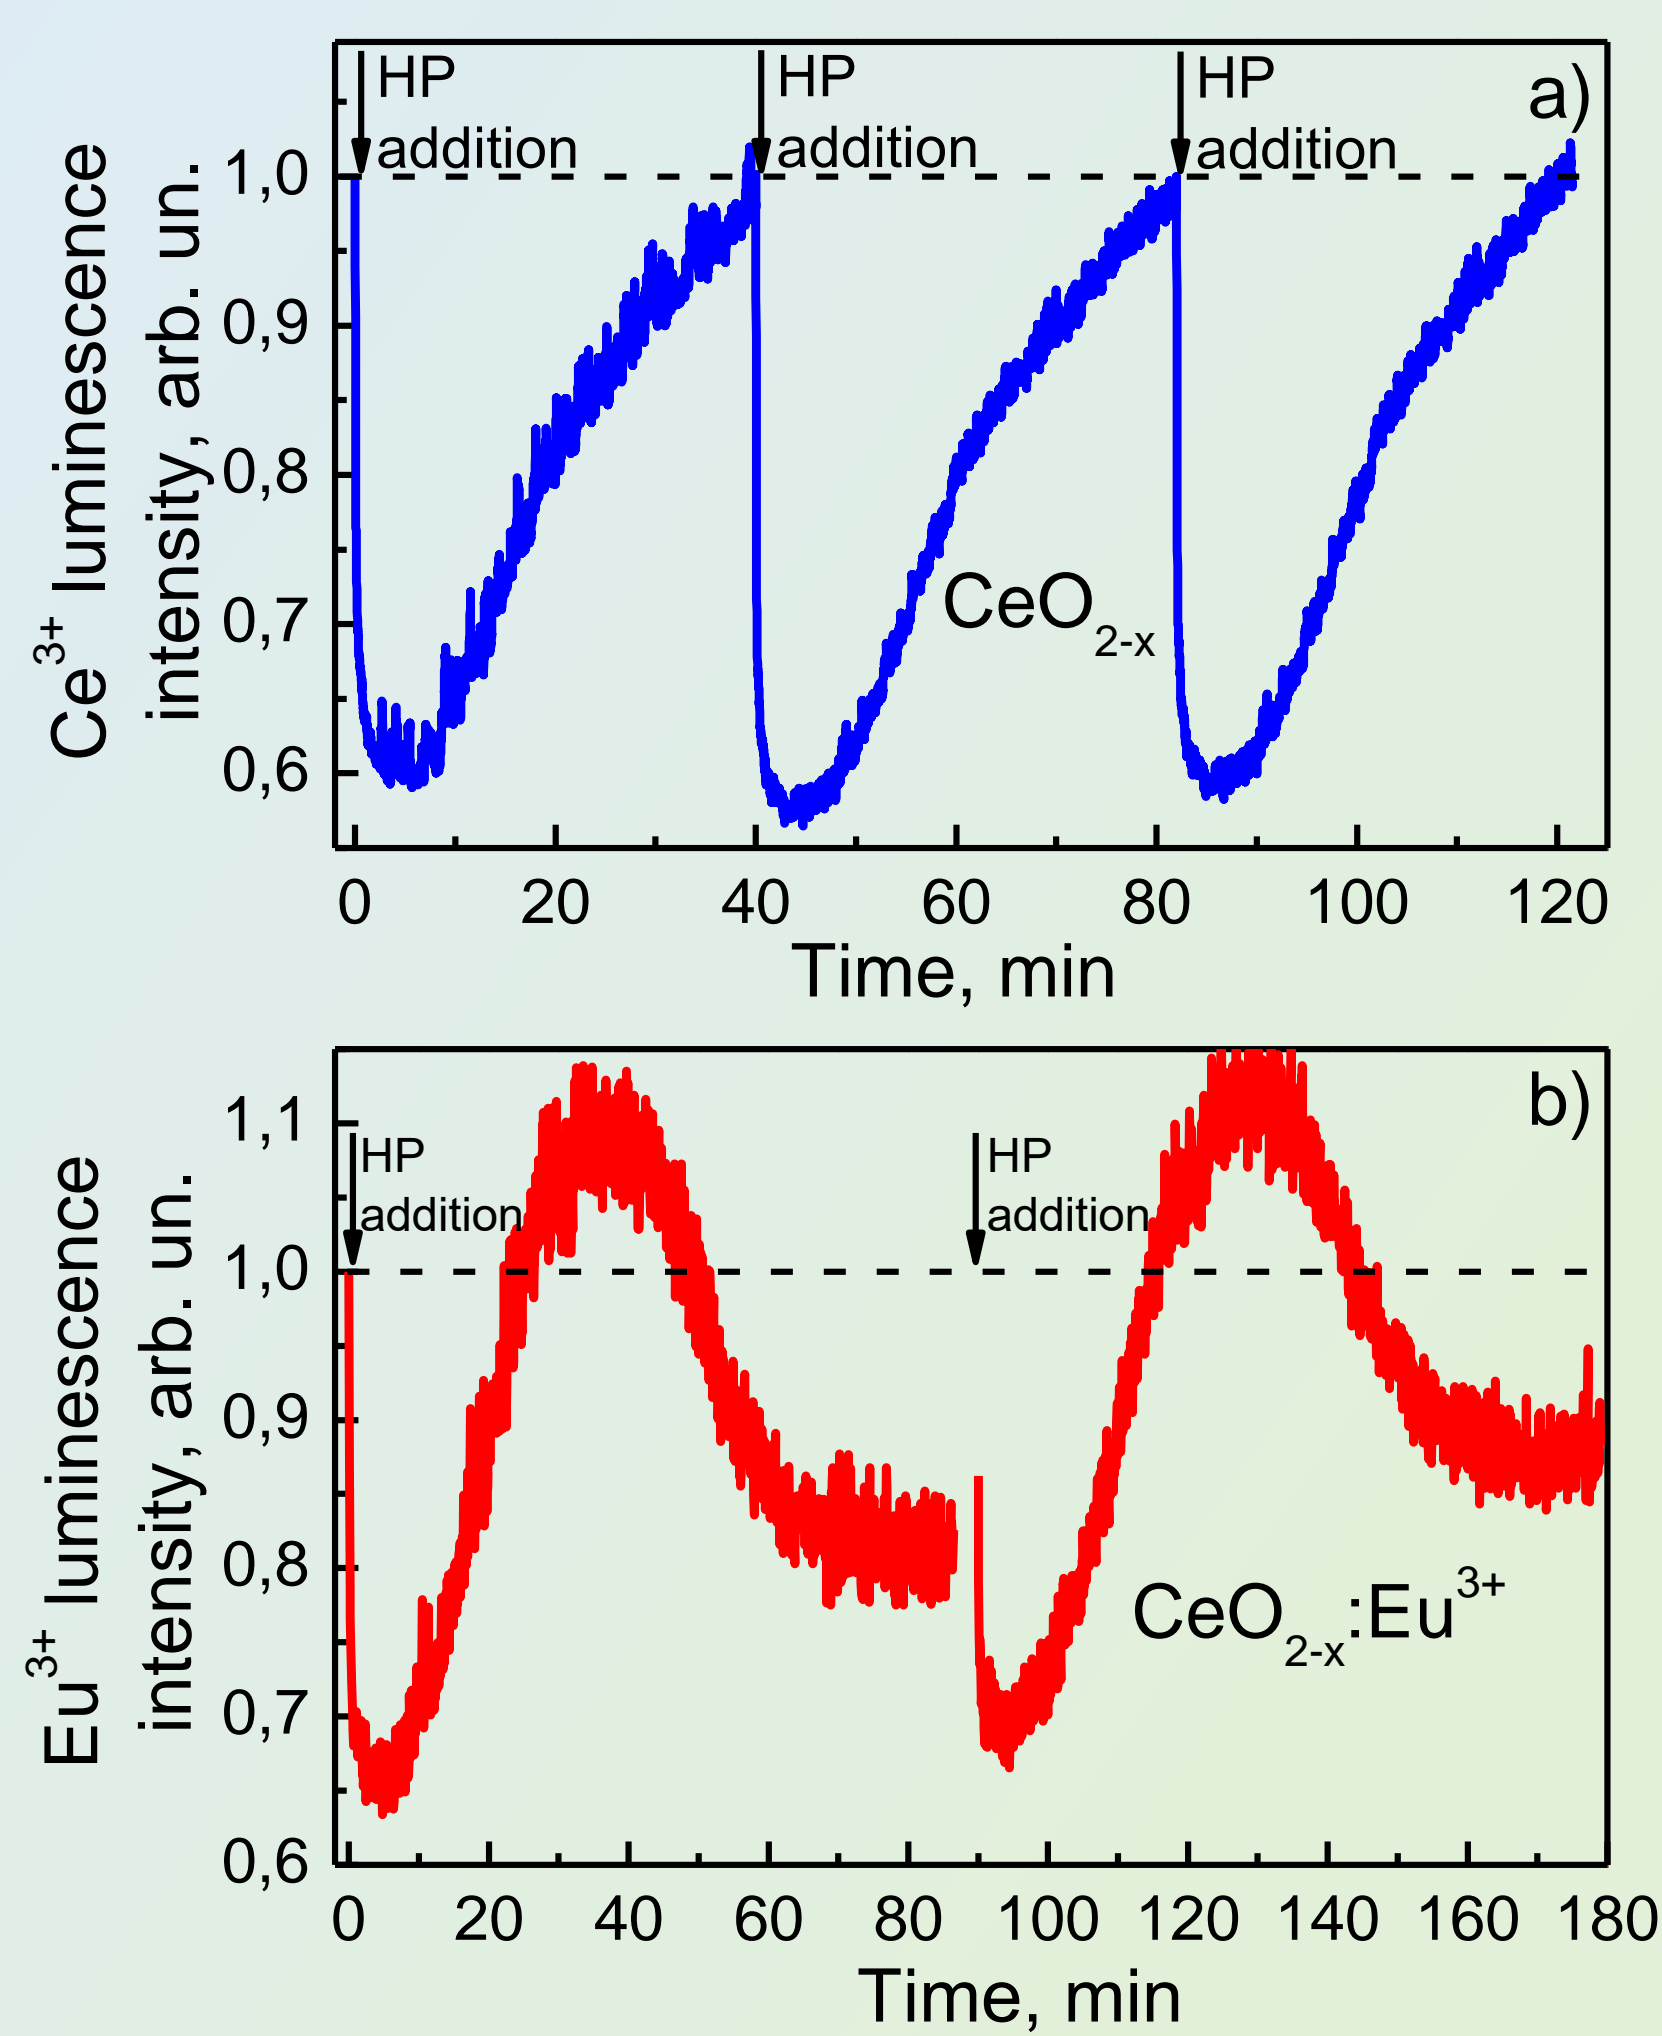 HP
addition
HP
addition
HP
addition
a)
Ce3+ luminescence
intensity, arb. un.
1,0
0,9
0,8
0,7
0,6
CeO2-x
0 20 40 60 80 100 120
Time, min
b)
HP
addition
HP
addition
Eu3+ luminescence
intensity, arb. un.
1,1
1,0
0,9
0,8
0,7
0,6
CeO2-x:Eu3+
0 20 40 60 80 100 120 140 160 180
Time, min